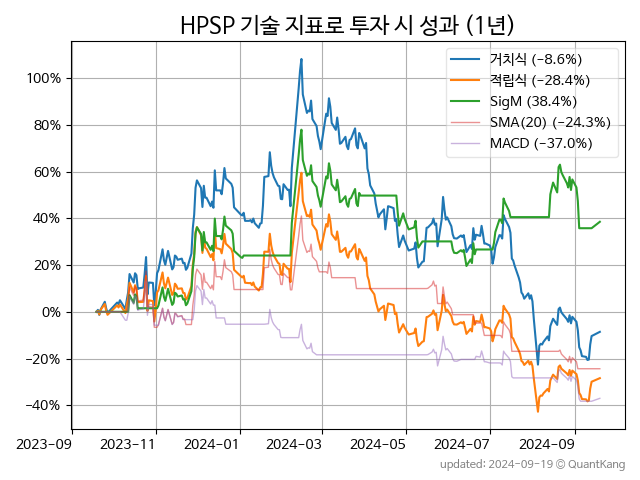 HPSP 기술 지표로 투자 시 성과 (1년)
거치식 (-8.6%)
적립식 (-28.4%)
SigM (38.4%)
SMA(20) (-24.3%)
MACD (-37.0%)
100%
80%
60%
40%
20%
0%
−20%
−40%
2023-09 2023-11 2024-01 2024-03 2024-05 2024-07 2024-09
updated: 2024-09-19 © QuantKang